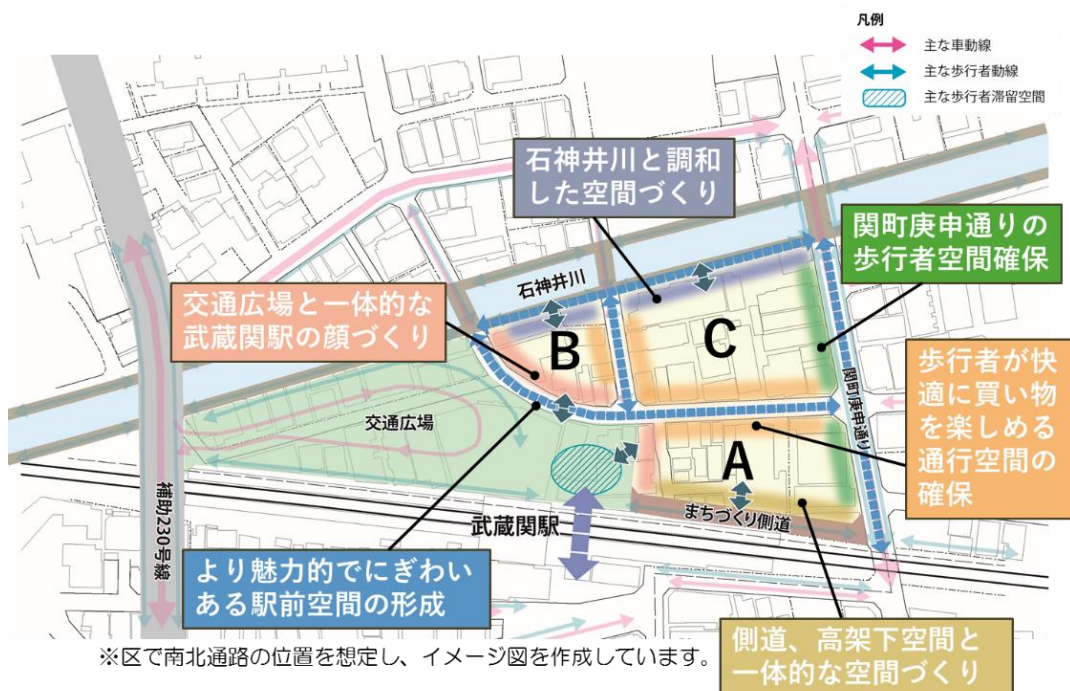 凡例
主な車動線
主な歩行者動線
主な歩行者滞留空間
石神井川と調和
した空間づくり
関町庚申通りの
歩行者空間確保
石神井川
交通広場と一体的な
武蔵関駅の顔づくり
B
C
歩行者が快
適に買い物
を楽しめる
通行空間の
確保
関町庚申通り
交通広場
A
まちづくり側道
補助230号線
武蔵関駅
より魅力的でにぎわい
ある駅前空間の形成
側道、高架下空間と
一体的な空間づくり
※区で南北通路の位置を想定し、イメージ図を作成しています。